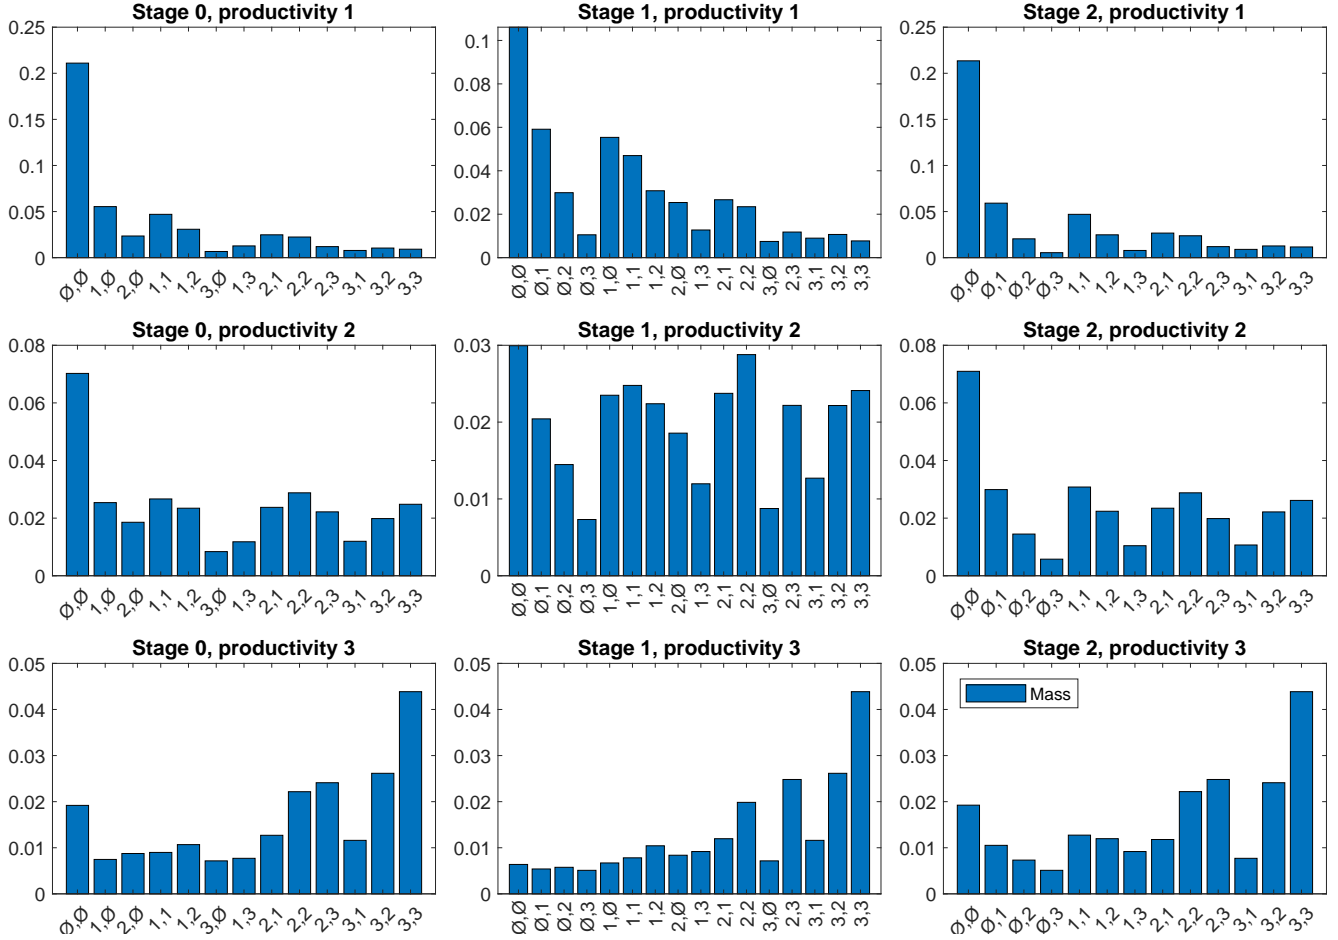 Stage 0, productivity 1
0.25
0.2
0.15
0.1
0.05
0
Ø,Ø 1,Ø 2,Ø 1,1 1,2 3,Ø 1,3 2,1 2,2 2,3 3,1 3,2 3,3
Stage 1, productivity 1
0.1
0.08
0.06
0.04
0.02
0
Ø,Ø Ø,1 Ø,2 Ø,3 1,Ø 1,1 1,2 2,Ø 1,3 2,1 2,2 3,Ø 2,3 3,1 3,2 3,3
Stage 2, productivity 1
0.25
0.2
0.15
0.1
0.05
0
Ø,Ø Ø,1 Ø,2 Ø,3 1,1 1,2 1,3 2,1 2,2 2,3 3,1 3,2 3,3
Stage 0, productivity 2
0.08
0.06
0.04
0.02
0
Ø,Ø 1,Ø 2,Ø 1,1 1,2 3,Ø 1,3 2,1 2,2 2,3 3,1 3,2 3,3
Stage 1, productivity 2
0.03
0.02
0.01
0
Ø,Ø Ø,1 Ø,2 Ø,3 1,Ø 1,1 1,2 2,Ø 1,3 2,1 2,2 3,Ø 2,3 3,1 3,2 3,3
Stage 2, productivity 2
0.08
0.06
0.04
0.02
0
Ø,Ø Ø,1 Ø,2 Ø,3 1,1 1,2 1,3 2,1 2,2 2,3 3,1 3,2 3,3
Stage 0, productivity 3
0.05
0.04
0.03
0.02
0.01
0
Ø,Ø 1,Ø 2,Ø 1,1 1,2 3,Ø 1,3 2,1 2,2 2,3 3,1 3,2 3,3
Stage 1, productivity 3
0.05
0.04
0.03
0.02
0.01
0
Ø,Ø Ø,1 Ø,2 Ø,3 1,Ø 1,1 1,2 2,Ø 1,3 2,1 2,2 3,Ø 2,3 3,1 3,2 3,3
Stage 2, productivity 3
0.05
0.04
0.03
0.02
0.01
0
Mass
Ø,Ø Ø,1 Ø,2 Ø,3 1,1 1,2 1,3 2,1 2,2 2,3 3,1 3,2 3,3